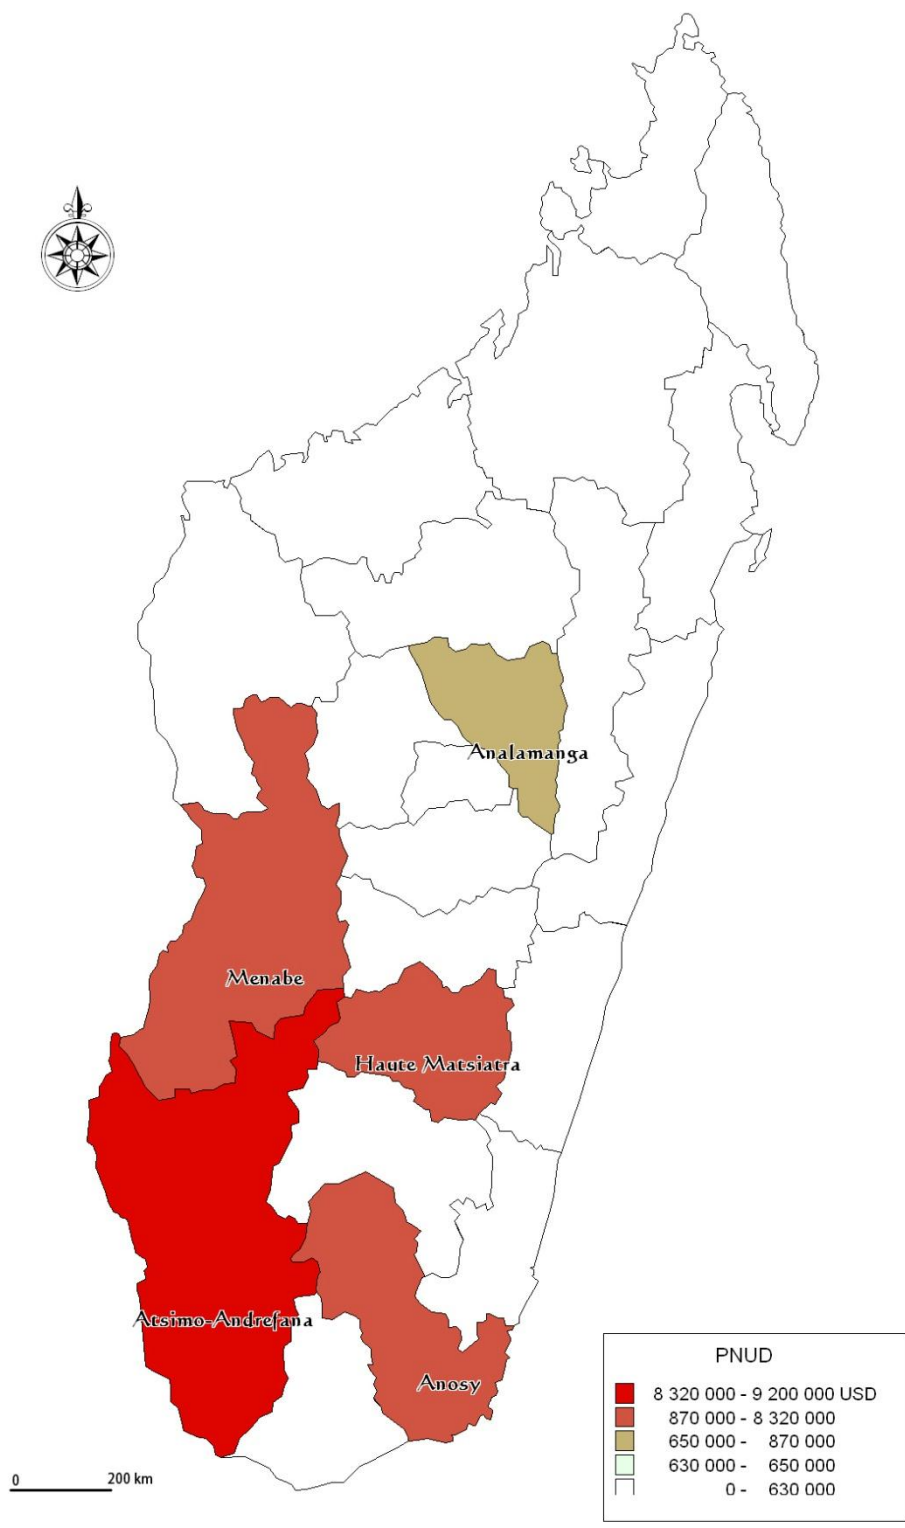 Analamanga
Menabe
Haute Matsiatra
Atsimo-Andrefana
Anosy
PNUD
8 320 000 - 9 200 000 USD
870 000 - 8 320 000
650 000 - 870 000
630 000 - 650 000
0 - 630 000
0 200 km